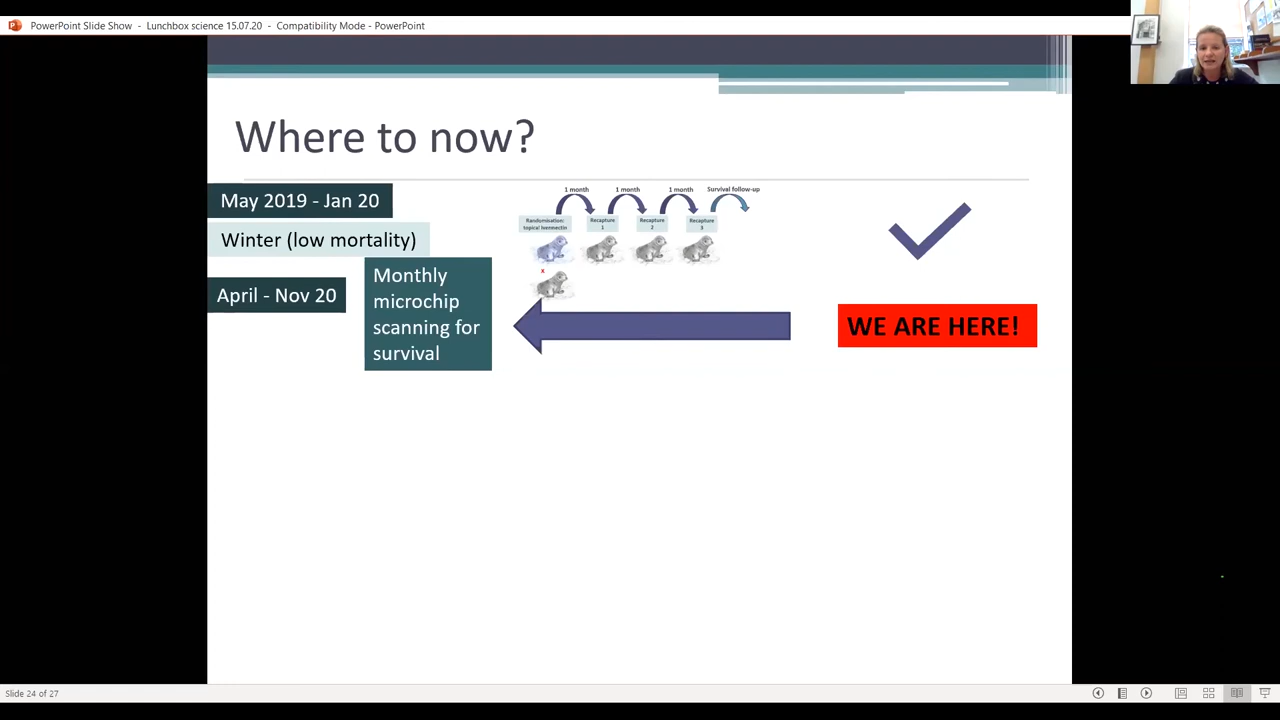 PowerPoint Slide Show - Lunchbox science 15.07.20 - Compatibility Mode - PowerPoint
Where to now?
May 2019 - Jan 20
Winter (low mortality)
1 month
1 month
1 month
Survival follow-up
Randomisation:
topical ivermectin
Recapture
1
Recapture
2
Recapture
3
x
April - Nov 20
Monthly
microchip
scanning for
survival
WE ARE HERE!
Slide 24 of 27